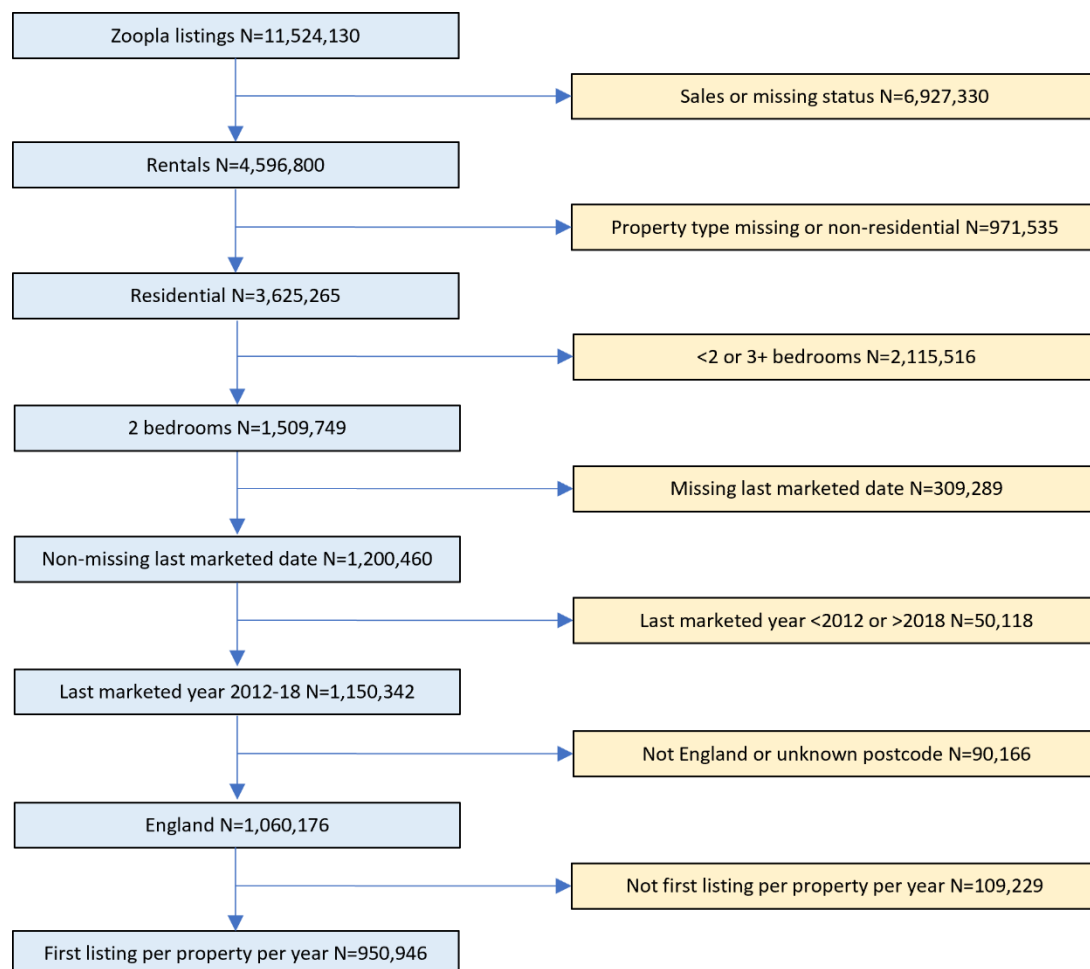 Zoopla listings N=11,524,130
Sales or missing status N=6,927,330
Rentals N=4,596,800
Property type missing or non-residential N=971,535
Residential N=3,625,265
<2 or 3+ bedrooms N=2,115,516
2 bedrooms N=1,509,749
Missing last marketed date N=309,289
Non-missing last marketed date N=1,200,460
Last marketed year <2012 or >2018 N=50,118
Last marketed year 2012-18 N=1,150,342
Not England or unknown postcode N=90,166
England N=1,060,176
Not first listing per property per year N=109,229
First listing per property per year N=950,946